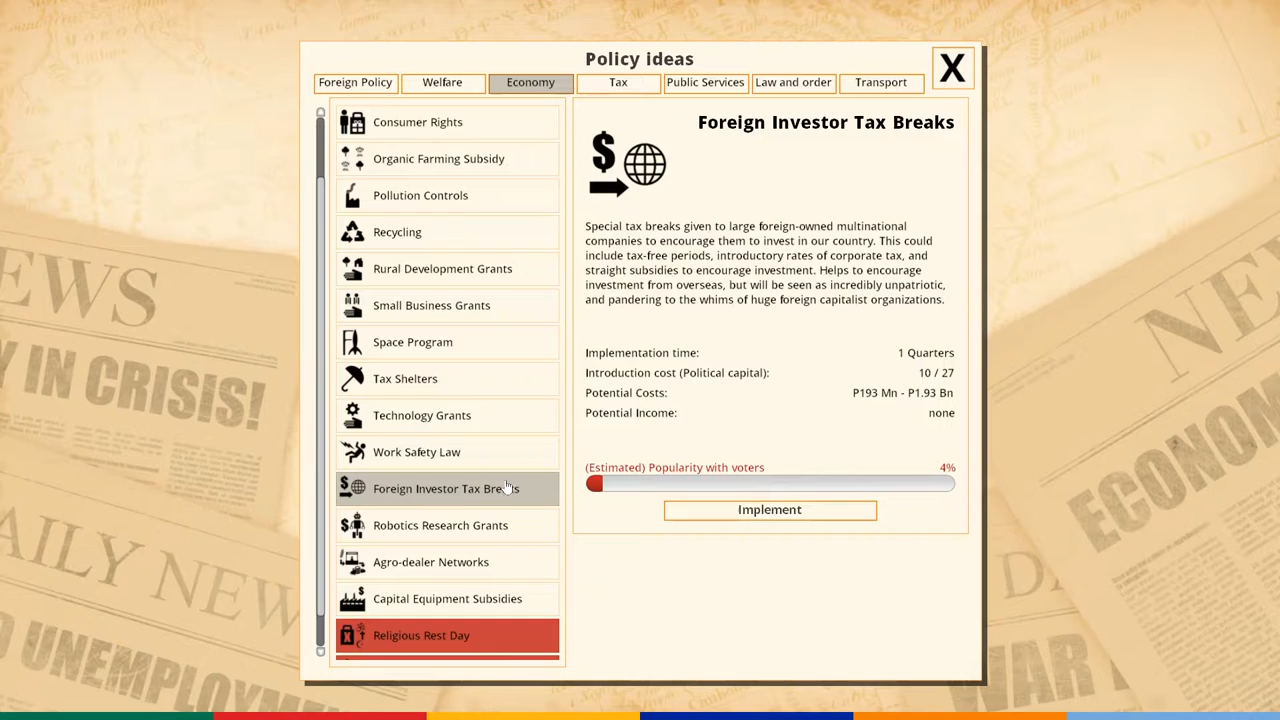 Policy ideas
X
Foreign Policy
Welfare
Economy
Tax
Public Services
Law and order
Transport
Consumer Rights
Organic Farming Subsidy
Pollution Controls
Recycling
Rural Development Grants
Small Business Grants
Space Program
Tax Shelters
Technology Grants
Work Safety Law
Foreign Investor Tax Breaks
Robotics Research Grants
Agro-dealer Networks
Capital Equipment Subsidies
Religious Rest Day
Foreign Investor Tax Breaks
Special tax breaks given to large foreign-owned multinational
companies to encourage them to invest in our country. This could
include tax-free periods, introductory rates of corporate tax, and
straight subsidies to encourage investment. Helps to encourage
investment from overseas, but will be seen as incredibly unpatriotic,
and pandering to the whims of huge foreign capitalist organizations.
Implementation time: 1 Quarters
Introduction cost (Political capital): 10 / 27
Potential Costs: P193 Mn - P1.93 Bn
Potential Income: none
(Estimated) Popularity with voters 4%
Implement
EWS
Y IN CRISIS!
DAILY NEW
UNEMPLOYM
NE
ECONOM
WAR